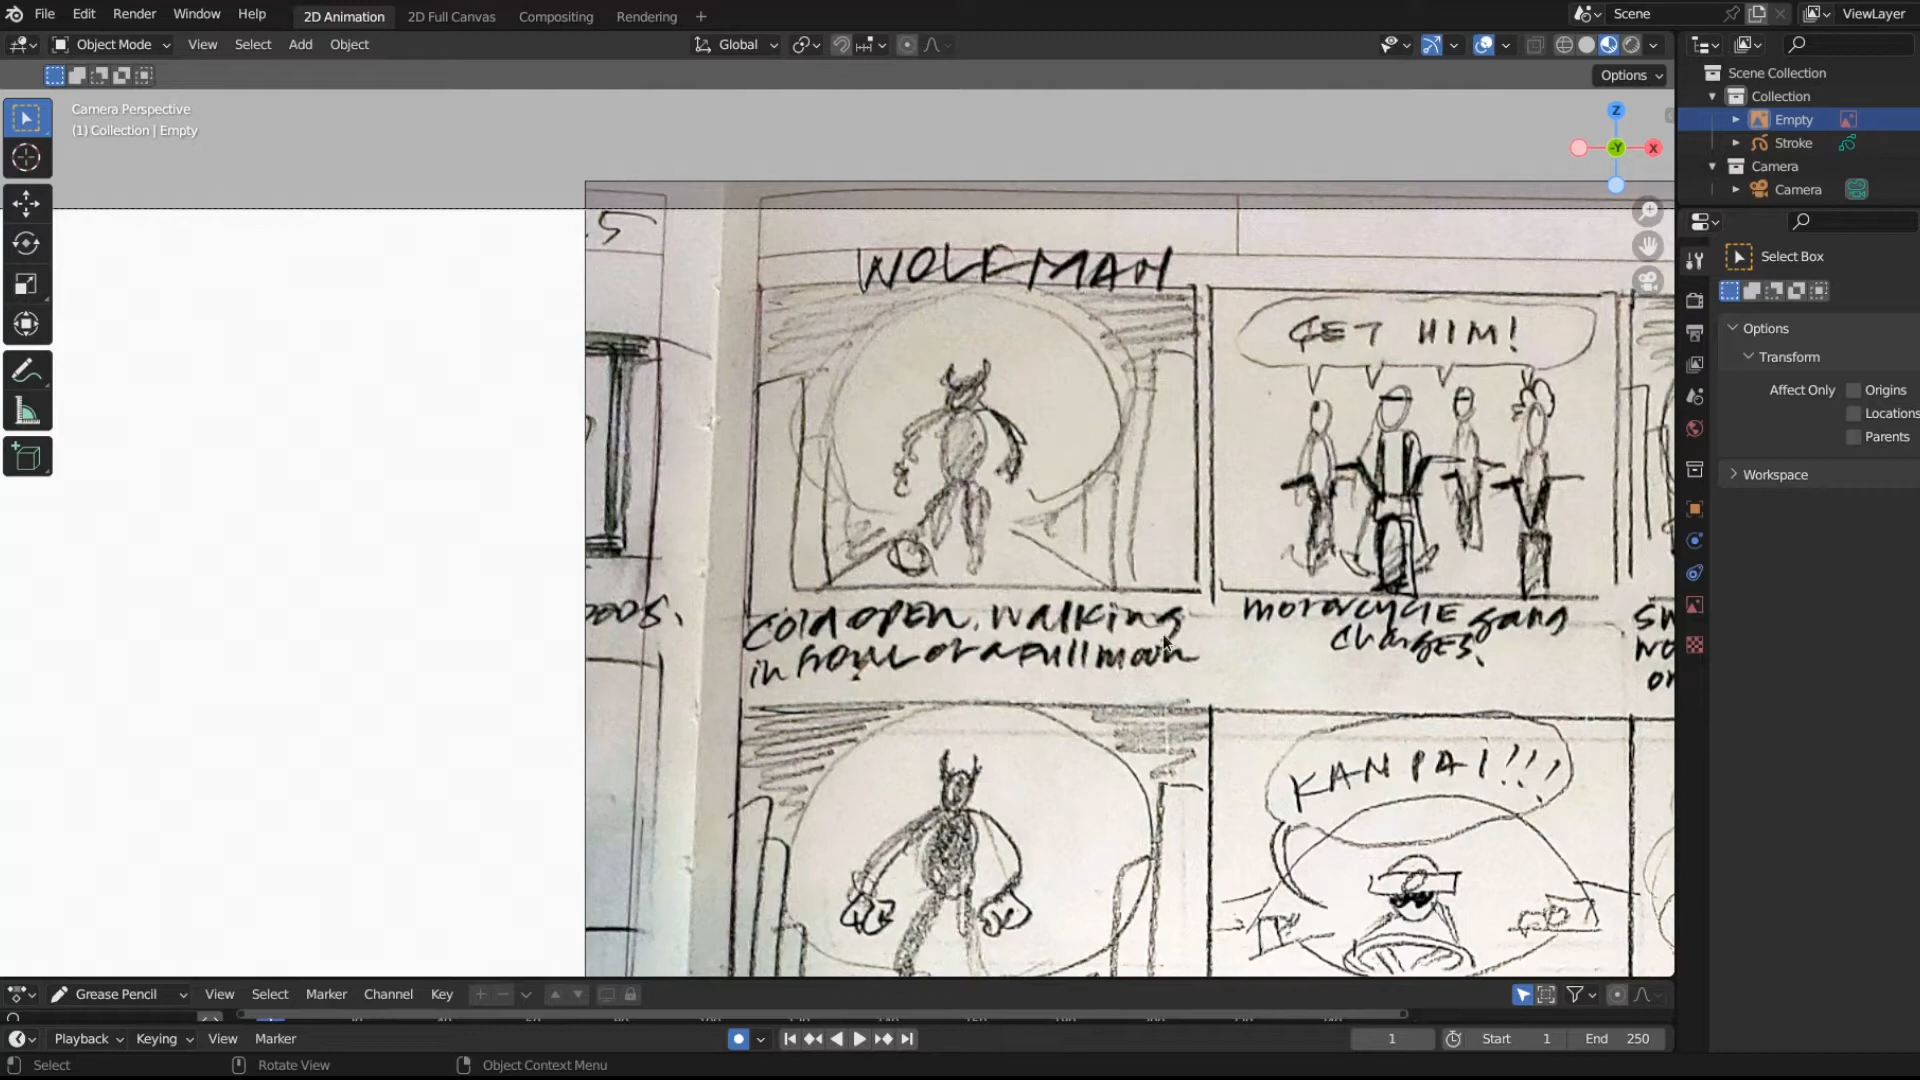 File Edit Render Window Help 2D Animation 2D Full Canvas Compositing Rendering + Scene ViewLayer
Object Mode View Select Add Object Global
Options
Camera Perspective
(1) Collection | Empty
Z
-Y
X
Scene Collection
Collection
Empty
Stroke
Camera
Camera
Select Box
Options
Transform
Affect Only Origins
Locations
Parents
Workspace
WOLFMAN
GET HIM!
cold open, walking
in front of a full moon
motorcycle gang
charges.
KANPAI!!!
Grease Pencil View Select Marker Channel Key
Playback Keying View Marker 1 Start 1 End 250
Select Rotate View Object Context Menu